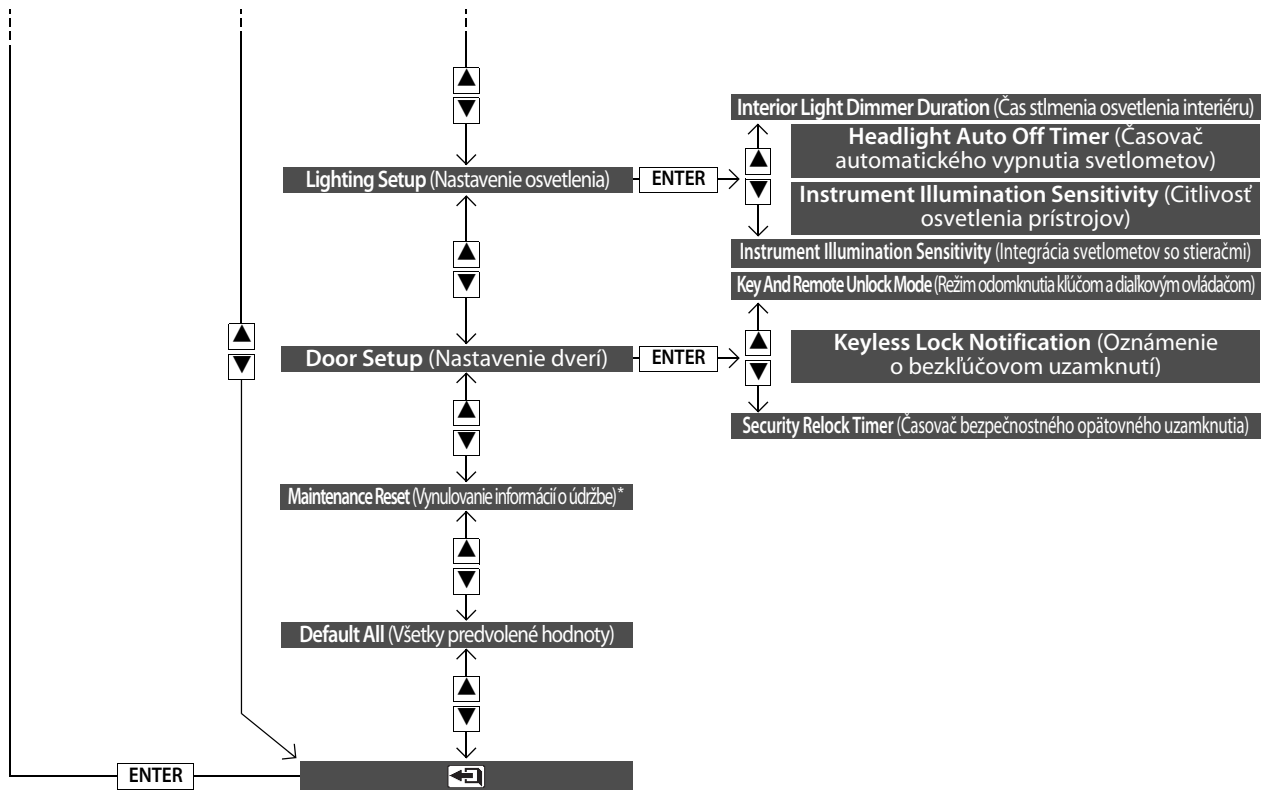 ▲
▼
Interior Light Dimmer Duration (Čas stlmenia osvetlenia interiéru)
Headlight Auto Off Timer (Časovač
automatického vypnutia svetlometov)
Lighting Setup (Nastavenie osvetlenia) ENTER
▲
▼
Instrument Illumination Sensitivity (Citlivosť
osvetlenia prístrojov)
Instrument Illumination Sensitivity (Integrácia svetlometov so stieračmi)
▲
▼
Key And Remote Unlock Mode (Režim odomknutia kľúčom a diaľkovým ovládačom)
▲
▼
Door Setup (Nastavenie dverí) ENTER
▲
▼
Keyless Lock Notification (Oznámenie
o bezkľúčovom uzamknutí)
Security Relock Timer (Časovač bezpečnostného opätovného uzamknutia)
▲
▼
Maintenance Reset (Vynulovanie informácií o údržbe)*
▲
▼
Default All (Všetky predvolené hodnoty)
▲
▼
ENTER